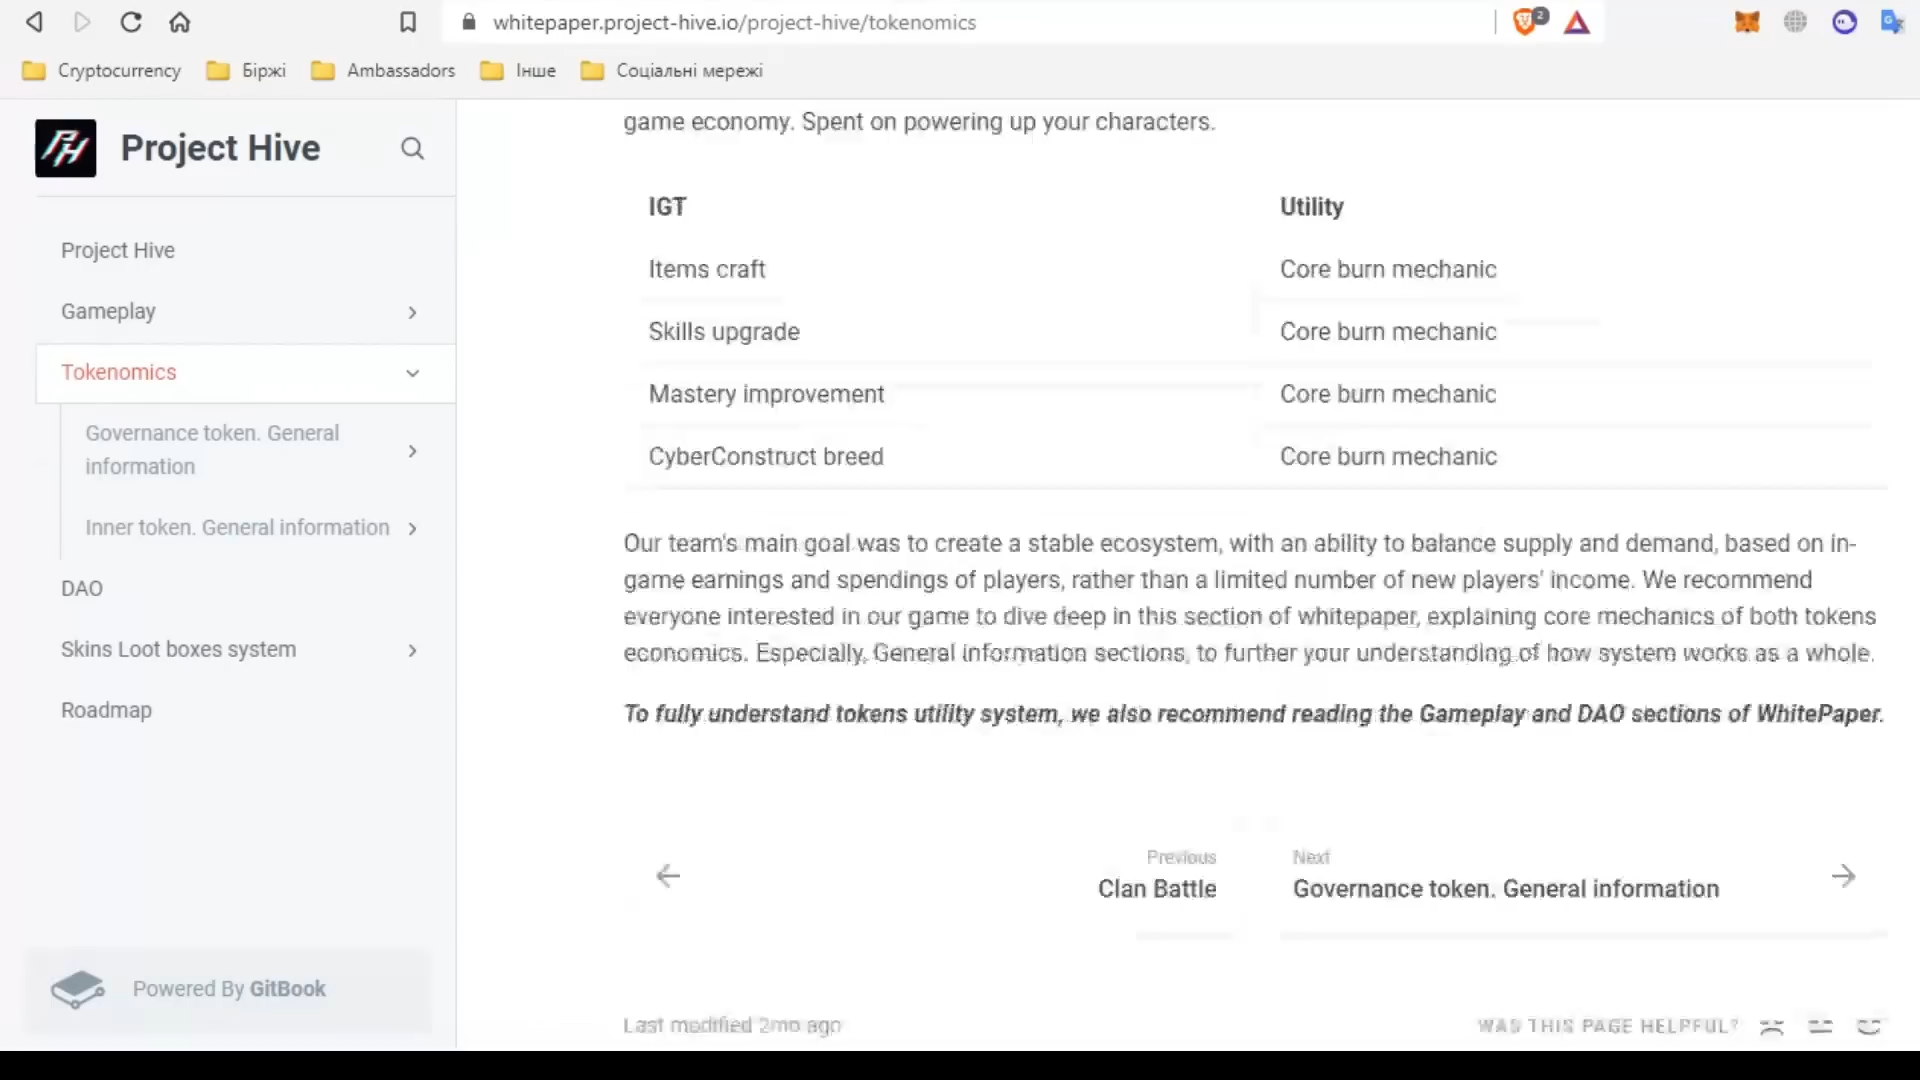 whitepaper.project-hive.io/project-hive/tokenomics
2
Cryptocurrency Біржі Ambassadors Інше Соціальні мережі
PH
Project Hive
Project Hive
Gameplay
Tokenomics
Governance token. General
information
Inner token. General information
DAO
Skins Loot boxes system
Roadmap
Powered By GitBook
game economy. Spent on powering up your characters.
IGT Utility
Items craft Core burn mechanic
Skills upgrade Core burn mechanic
Mastery improvement Core burn mechanic
CyberConstruct breed Core burn mechanic
Our team's main goal was to create a stable ecosystem, with an ability to balance supply and demand, based on in-
game earnings and spendings of players, rather than a limited number of new players' income. We recommend
everyone interested in our game to dive deep in this section of whitepaper, explaining core mechanics of both tokens
economics. Especially, General information sections, to further your understanding of how system works as a whole.
To fully understand tokens utility system, we also recommend reading the Gameplay and DAO sections of WhitePaper.
Previous
Clan Battle
Next
Governance token. General information
Last modified 2mo ago
WAS THIS PAGE HELPFUL?